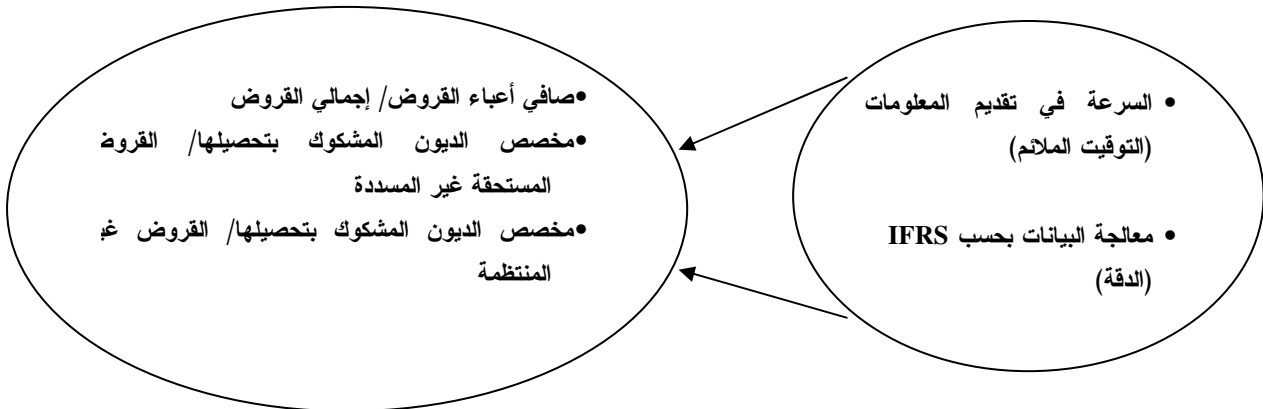 • السرعة في تقديم المعلومات
(التوقيت الملائم)
• معالجة البيانات بحسب IFRS
(الدقة)
•صافي أعباء القروض/ إجمالي القروض
•مخصص الديون المشكوك بتحصيلها/
المستحقة غير المسددة
•مخصص الديون المشكوك بتحصيلها/ القروض
المنتظمة